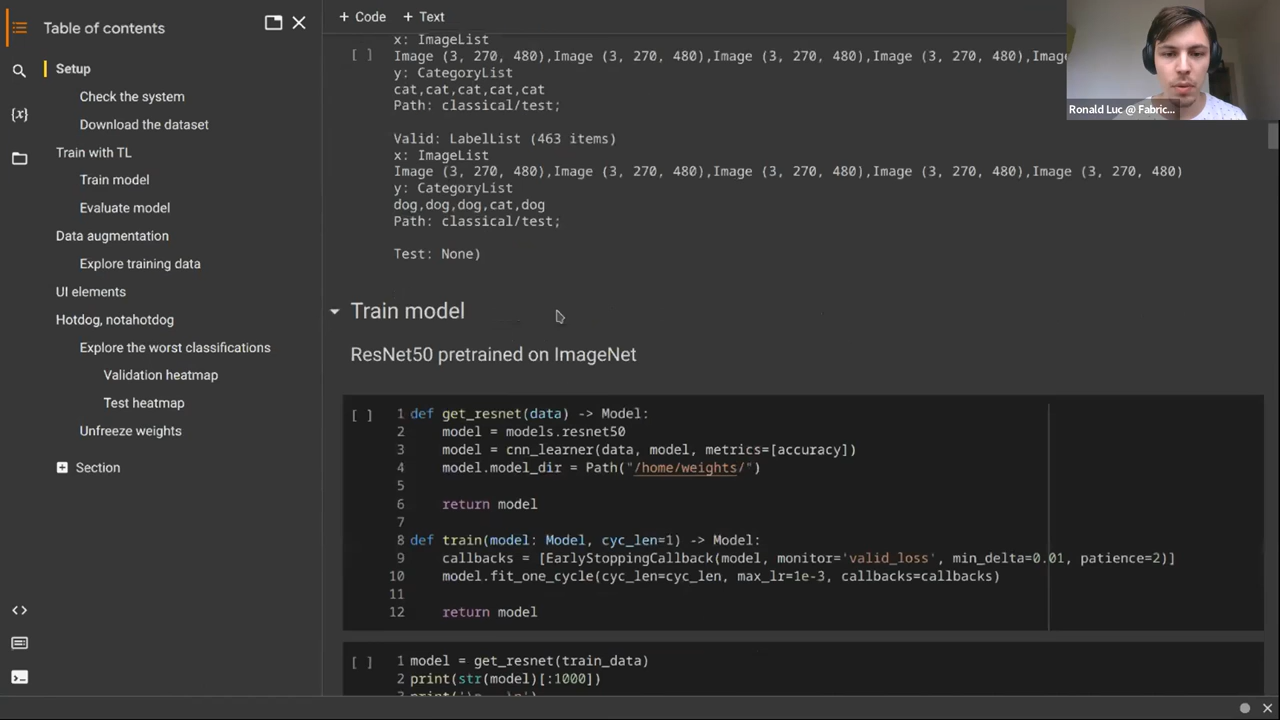 Table of contents
Setup
Check the system
Download the dataset
Train with TL
Train model
Evaluate model
Data augmentation
Explore training data
UI elements
Hotdog, notahotdog
Explore the worst classifications
Validation heatmap
Test heatmap
Unfreeze weights
Section
+ Code + Text
x: ImageList
[ ] Image (3, 270, 480),Image (3, 270, 480),Image (3, 270, 480),Image (3, 270, 480),Ima
y: CategoryList
cat,cat,cat,cat,cat
Path: classical/test;
Valid: LabelList (463 items)
x: ImageList
Image (3, 270, 480),Image (3, 270, 480),Image (3, 270, 480),Image (3, 270, 480),Image (3, 270, 480)
y: CategoryList
dog,dog,dog,cat,dog
Path: classical/test;
Test: None)
Train model
ResNet50 pretrained on ImageNet
[ ] 1 def get_resnet(data) -> Model:
2 model = models.resnet50
3 model = cnn_learner(data, model, metrics=[accuracy])
4 model.model_dir = Path("/home/weights/")
5
6 return model
7
8 def train(model: Model, cyc_len=1) -> Model:
9 callbacks = [EarlyStoppingCallback(model, monitor='valid_loss', min_delta=0.01, patience=2)]
10 model.fit_one_cycle(cyc_len=cyc_len, max_lr=1e-3, callbacks=callbacks)
11
12 return model
[ ] 1 model = get_resnet(train_data)
2 print(str(model)[:1000])
Ronald Luc @ Fabric...